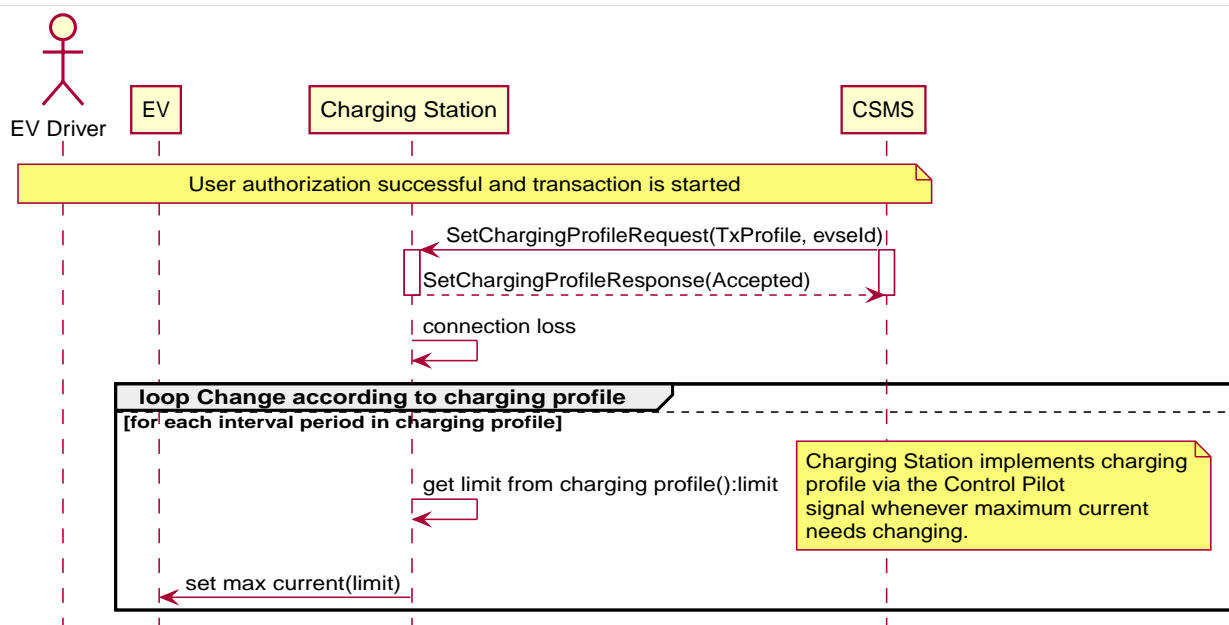 EV Driver
EV
Charging Station
CSMS
User authorization successful and transaction is started
SetChargingProfileRequest(TxProfile, evseId)
SetChargingProfileResponse(Accepted)
connection loss
loop Change according to charging profile
[for each interval period in charging profile]
Charging Station implements charging
profile via the Control Pilot
signal whenever maximum current
needs changing.
get limit from charging profile():limit
set max current(limit)